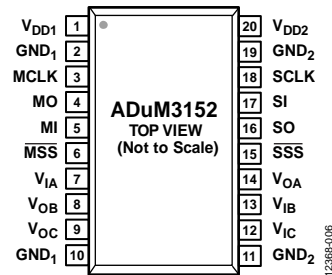 VDD1 1 20 VDD2
GND1 2 19 GND2
MCLK 3 18 SCLK
MO 4 ADuM3152 17 SI
MI 5 TOP VIEW 16 SO
MSS 6 (Not to Scale) 15 SSS
VIA 7 14 VOA
VOB 8 13 VIB
VOC 9 12 VIC
GND1 10 11 GND2
12368-006